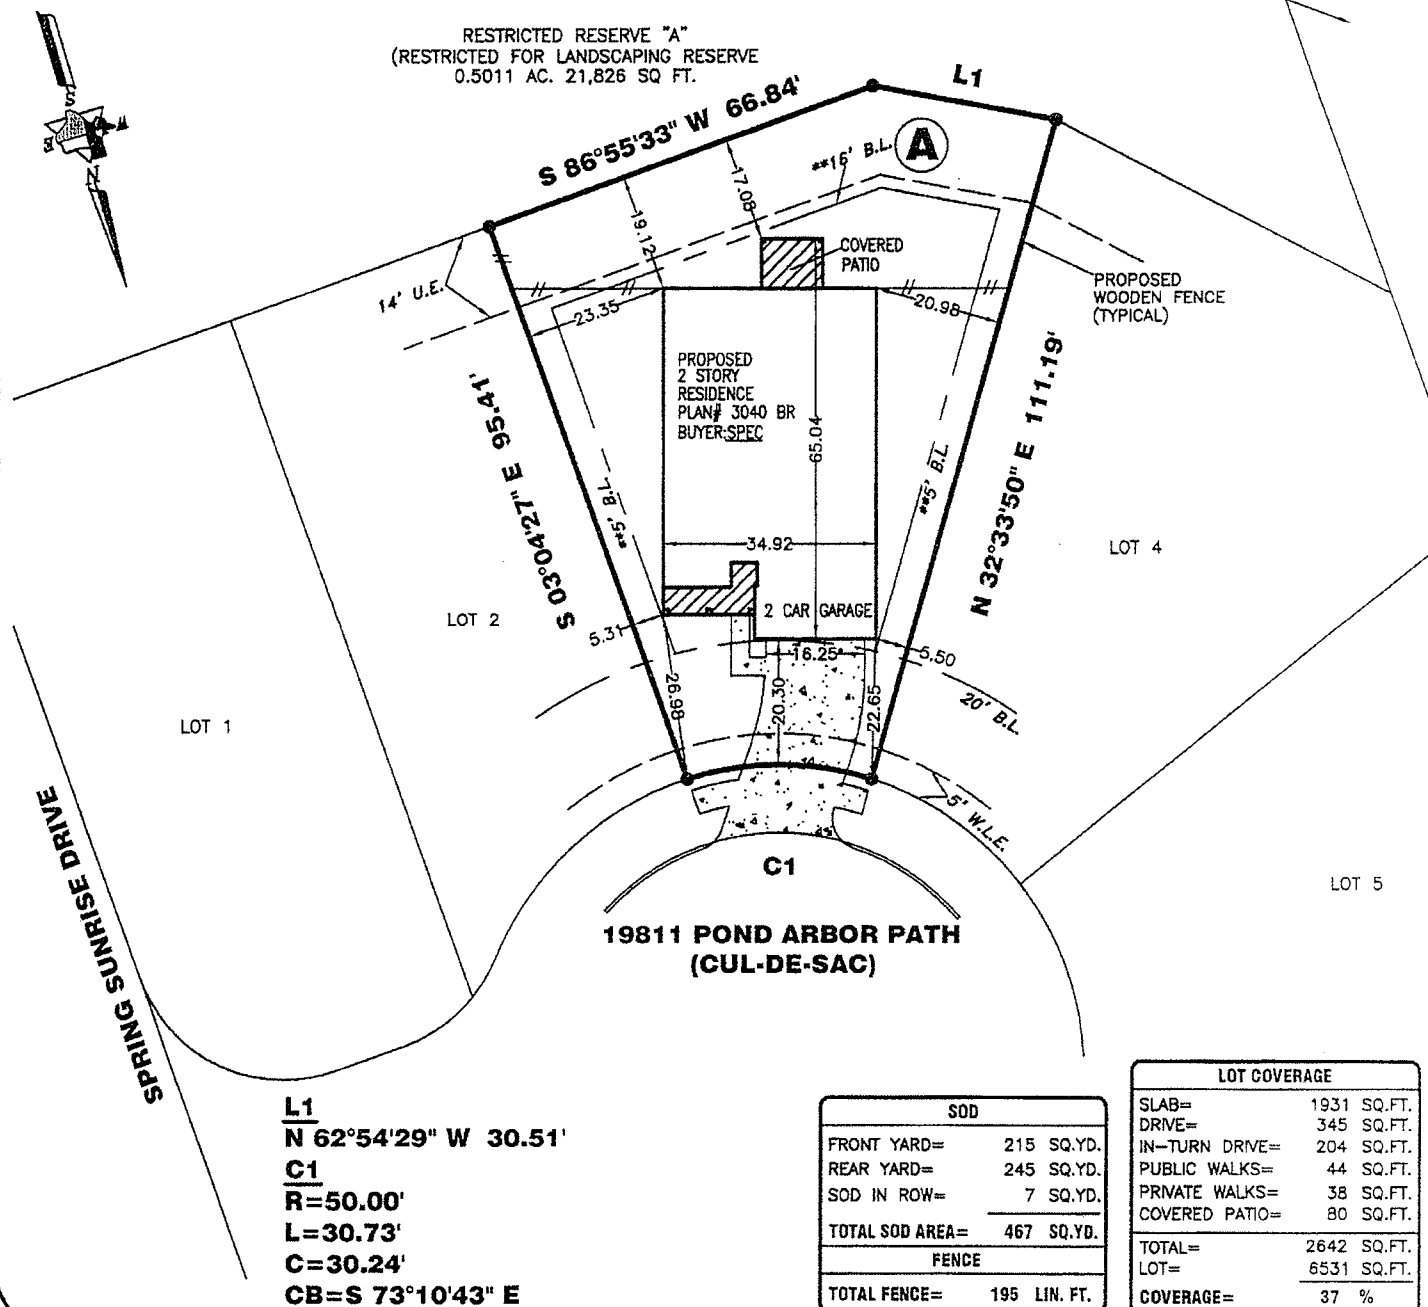 RESTRICTED RESERVE "A"
(RESTRICTED FOR LANDSCAPING RESERVE
0.5011 AC. 21,826 SQ FT.
S
E
W
N
S 86°55'33" W 66.84'
L1
A
**16' B.L.
17.08
19.12
COVERED
PATIO
14' U.E.
23.35
20.98
PROPOSED
WOODEN FENCE
(TYPICAL)
PROPOSED
2 STORY
RESIDENCE
PLAN# 3040 BR
BUYER:SPEC
65.04
S 03°04'27" E 95.41'
N 32°33'50" E 111.19'
**5' B.L.
**5' B.L.
34.92
LOT 4
LOT 2
2 CAR GARAGE
5.31
16.25
5.50
26.98
20.30
22.65
20' B.L.
LOT 1
5' W.L.E.
C1
LOT 5
19811 POND ARBOR PATH
(CUL-DE-SAC)
SPRING SUNRISE DRIVE
L1
N 62°54'29" W 30.51'
C1
R=50.00'
L=30.73'
C=30.24'
CB=S 73°10'43" E
SOD
FRONT YARD= 215 SQ.YD.
REAR YARD= 245 SQ.YD.
SOD IN ROW= 7 SQ.YD.
TOTAL SOD AREA= 467 SQ.YD.
FENCE
TOTAL FENCE= 195 LIN. FT.
LOT COVERAGE
SLAB= 1931 SQ.FT.
DRIVE= 345 SQ.FT.
IN-TURN DRIVE= 204 SQ.FT.
PUBLIC WALKS= 44 SQ.FT.
PRIVATE WALKS= 38 SQ.FT.
COVERED PATIO= 80 SQ.FT.
TOTAL= 2642 SQ.FT.
LOT= 6531 SQ.FT.
COVERAGE= 37 %